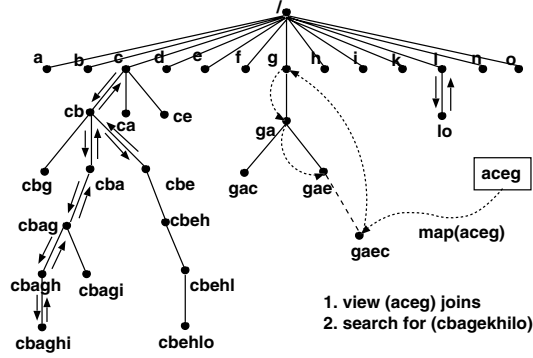 /
a b c d e f g h i k l n o
cb ca ce ga lo
cbg cba cbe gac gae aceg
cbag cbeh gaec map(aceg)
cbagh cbagi cbehl
1. view (aceg) joins
cbaghi cbehlo 2. search for (cbagekhilo)